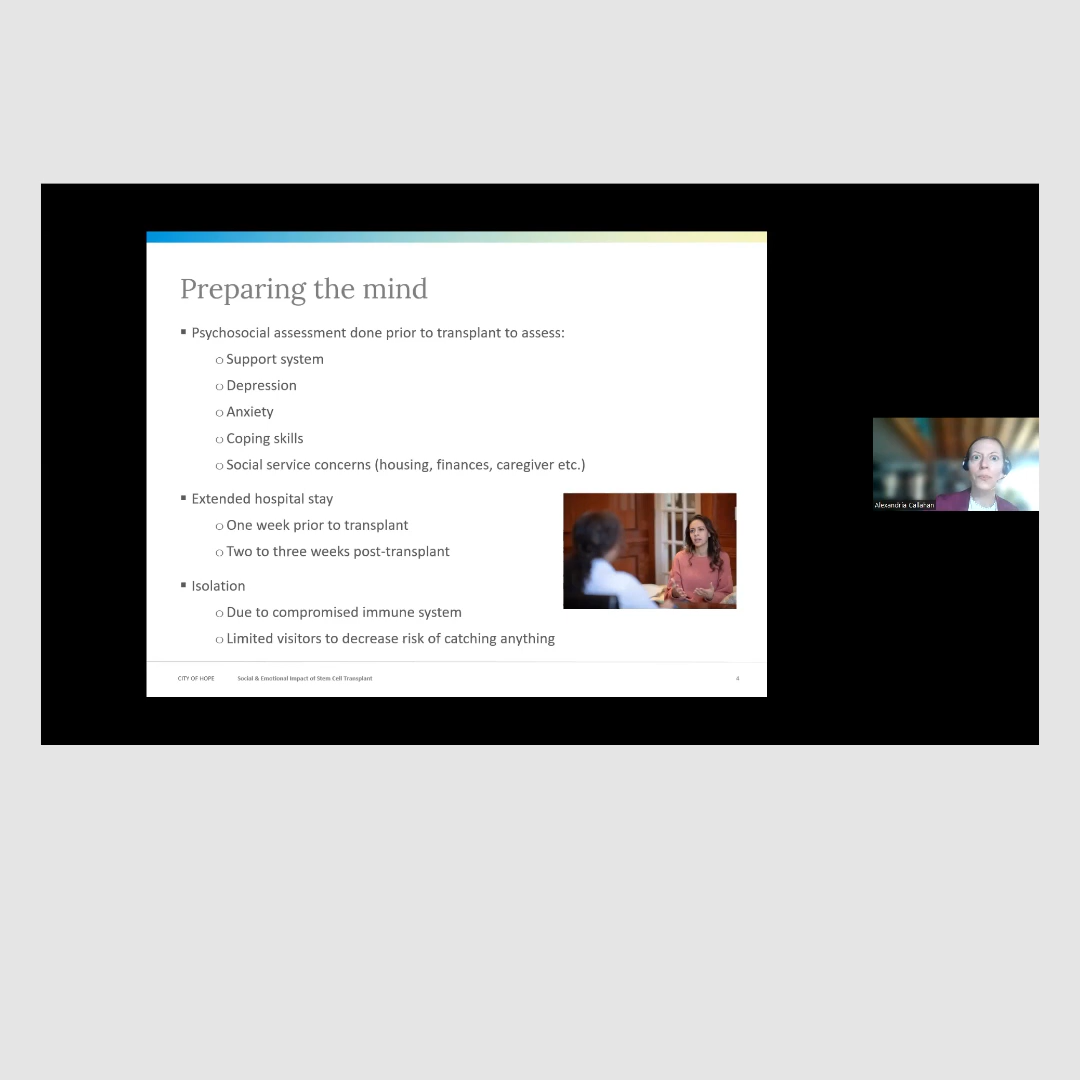 Preparing the mind
▪ Psychosocial assessment done prior to transplant to assess:
o Support system
o Depression
o Anxiety
o Coping skills
o Social service concerns (housing, finances, caregiver etc.)
▪ Extended hospital stay
o One week prior to transplant
o Two to three weeks post-transplant
▪ Isolation
o Due to compromised immune system
o Limited visitors to decrease risk of catching anything
CITY OF HOPE Social & Emotional Impact of Stem Cell Transplant 4
Alexandria Callahan